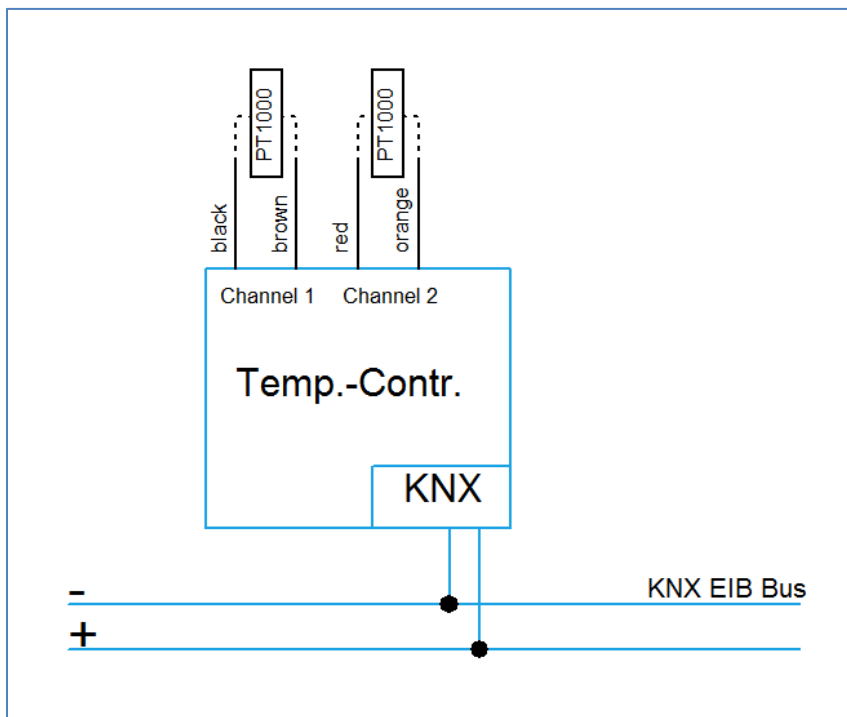 PT1000
PT1000
black
brown
red
orange
Channel 1
Channel 2
Temp.-Contr.
KNX
-
KNX EIB Bus
+